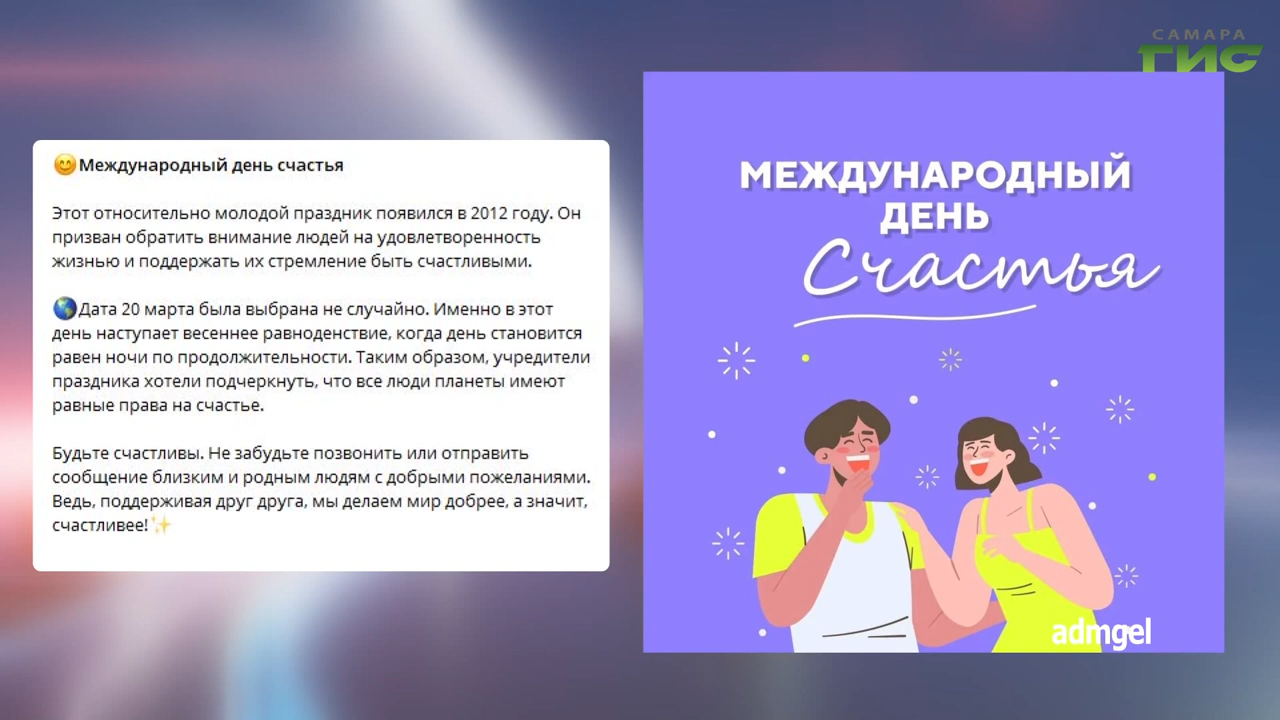 САМАРА
ГИС
😊Международный день счастья
Этот относительно молодой праздник появился в 2012 году. Он
призван обратить внимание людей на удовлетворенность
жизнью и поддержать их стремление быть счастливыми.
🌎Дата 20 марта была выбрана не случайно. Именно в этот
день наступает весеннее равноденствие, когда день становится
равен ночи по продолжительности. Таким образом, учредители
праздника хотели подчеркнуть, что все люди планеты имеют
равные права на счастье.
Будьте счастливы. Не забудьте позвонить или отправить
сообщение близким и родным людям с добрыми пожеланиями.
Ведь, поддерживая друг друга, мы делаем мир добрее, а значит,
счастливее!✨
МЕЖДУНАРОДНЫЙ
ДЕНЬ
Счастья
admgel